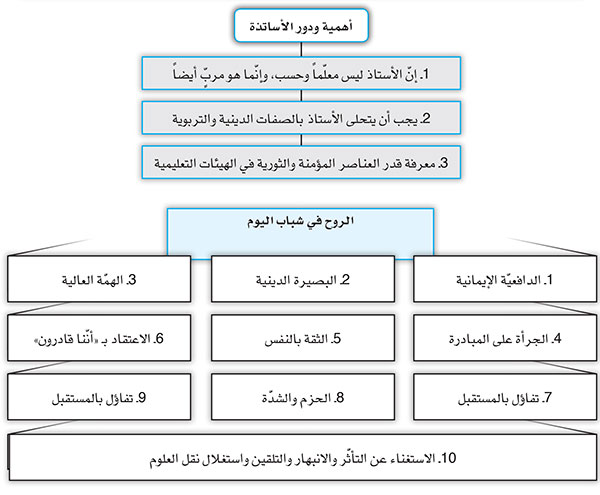 أهمية ودور الأساتذة
1. إنّ الأستاذ ليس معلّماً وحسب، وإنّما هو مربٍّ أيضاً
2. يجب أن يتحلى الأستاذ بالصفات الدينية والتربوية
3. معرفة قدر العناصر المؤمنة والثورية في الهيئات التعليمية
الروح في شباب اليوم
1. الدافعيّة الإيمانية
2. البصيرة الدينية
3. الهمّة العالية
4. الجرأة على المبادرة
5. الثقة بالنفس
6. الاعتقاد بـ «أنّنا قادرون»
7. تفاؤل بالمستقبل
8. الحزم والشدّة
9. تفاؤل بالمستقبل
10. الاستغناء عن التأثّر والانبهار والتلقين واستغلال نقل العلوم